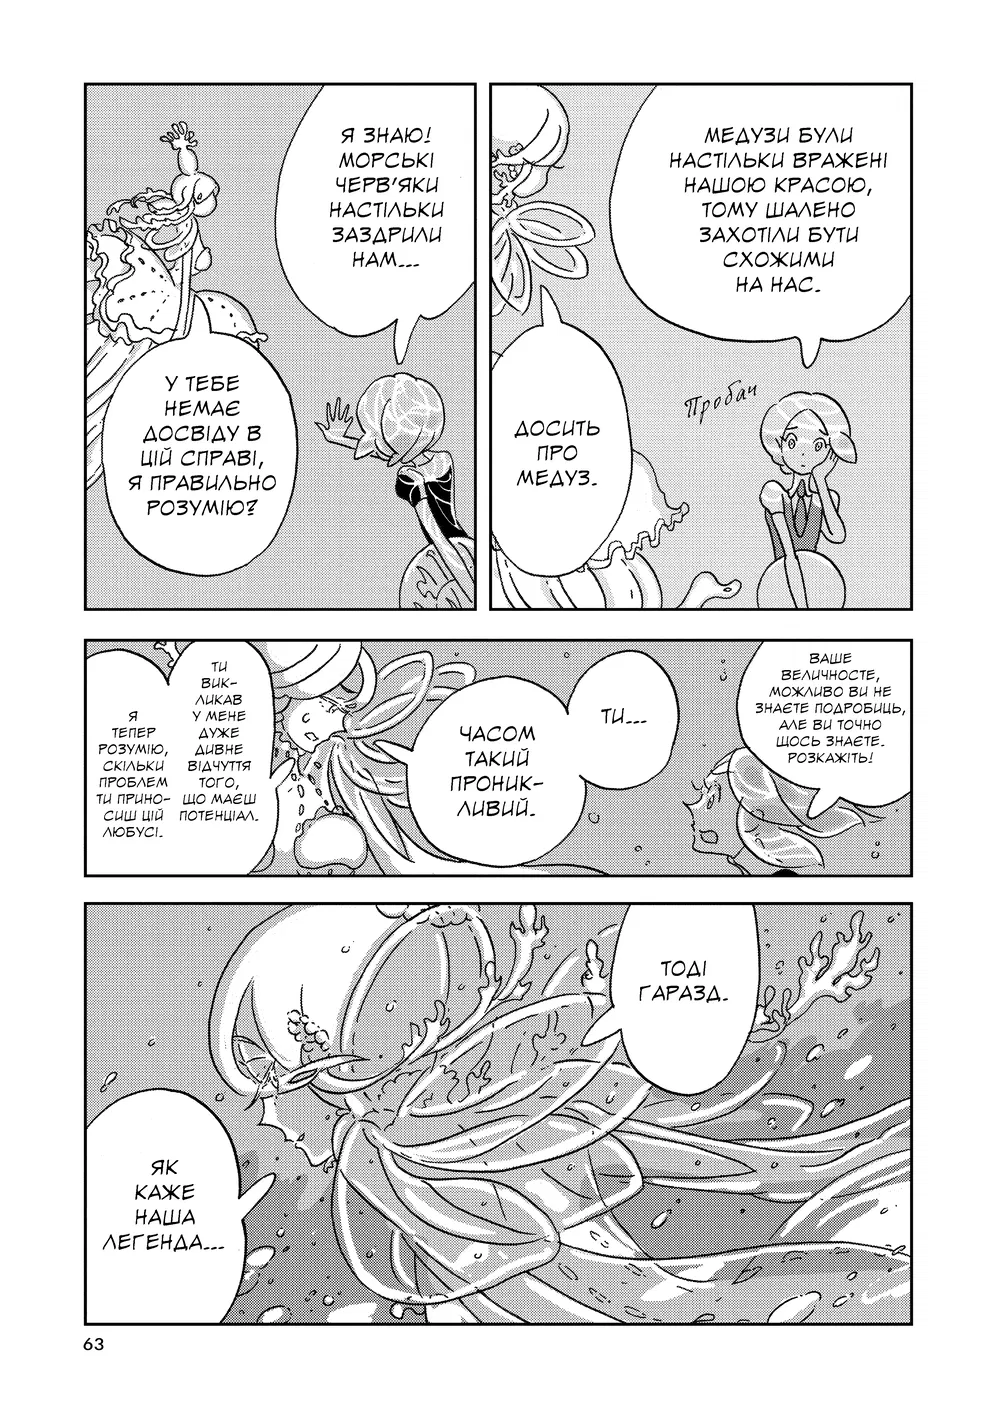 МЕДУЗИ БУЛИ
НАСТІЛЬКИ ВРАЖЕНІ
НАШОЮ КРАСОЮ,
ТОМУ ШАЛЕНО
ЗАХОТІЛИ БУТИ
СХОЖИМИ
НА НАС.
Пробач
ДОСИТЬ
ПРО
МЕДУЗ.
Я ЗНАЮ!
МОРСЬКІ
ЧЕРВ'ЯКИ
НАСТІЛЬКИ
ЗАЗДРИЛИ
НАМ...
У ТЕБЕ
НЕМАЄ
ДОСВІДУ В
ЦІЙ СПРАВІ,
Я ПРАВИЛЬНО
РОЗУМІЮ?
ВАШЕ
ВЕЛИЧНОСТЕ,
МОЖЛИВО ВИ НЕ
ЗНАЄТЕ ПОДРОБИЦЬ,
АЛЕ ВИ ТОЧНО
ЩОСЬ ЗНАЄТЕ.
РОЗКАЖІТЬ!
ТИ...
ЧАСОМ
ТАКИЙ
ПРОНИК-
ЛИВИЙ.
ТИ
ВИК-
ЛИКАВ
У МЕНЕ
ДУЖЕ
ДИВНЕ
ВІДЧУТТЯ
ТОГО,
ЩО МАЄШ
ПОТЕНЦІАЛ.
Я
ТЕПЕР
РОЗУМІЮ,
СКІЛЬКИ
ПРОБЛЕМ
ТИ ПРИНО-
СИШ ЦІЙ
ЛЮБУСІ.
ТОДІ
ГАРАЗД.
ЯК
КАЖЕ
НАША
ЛЕГЕНДА...
63